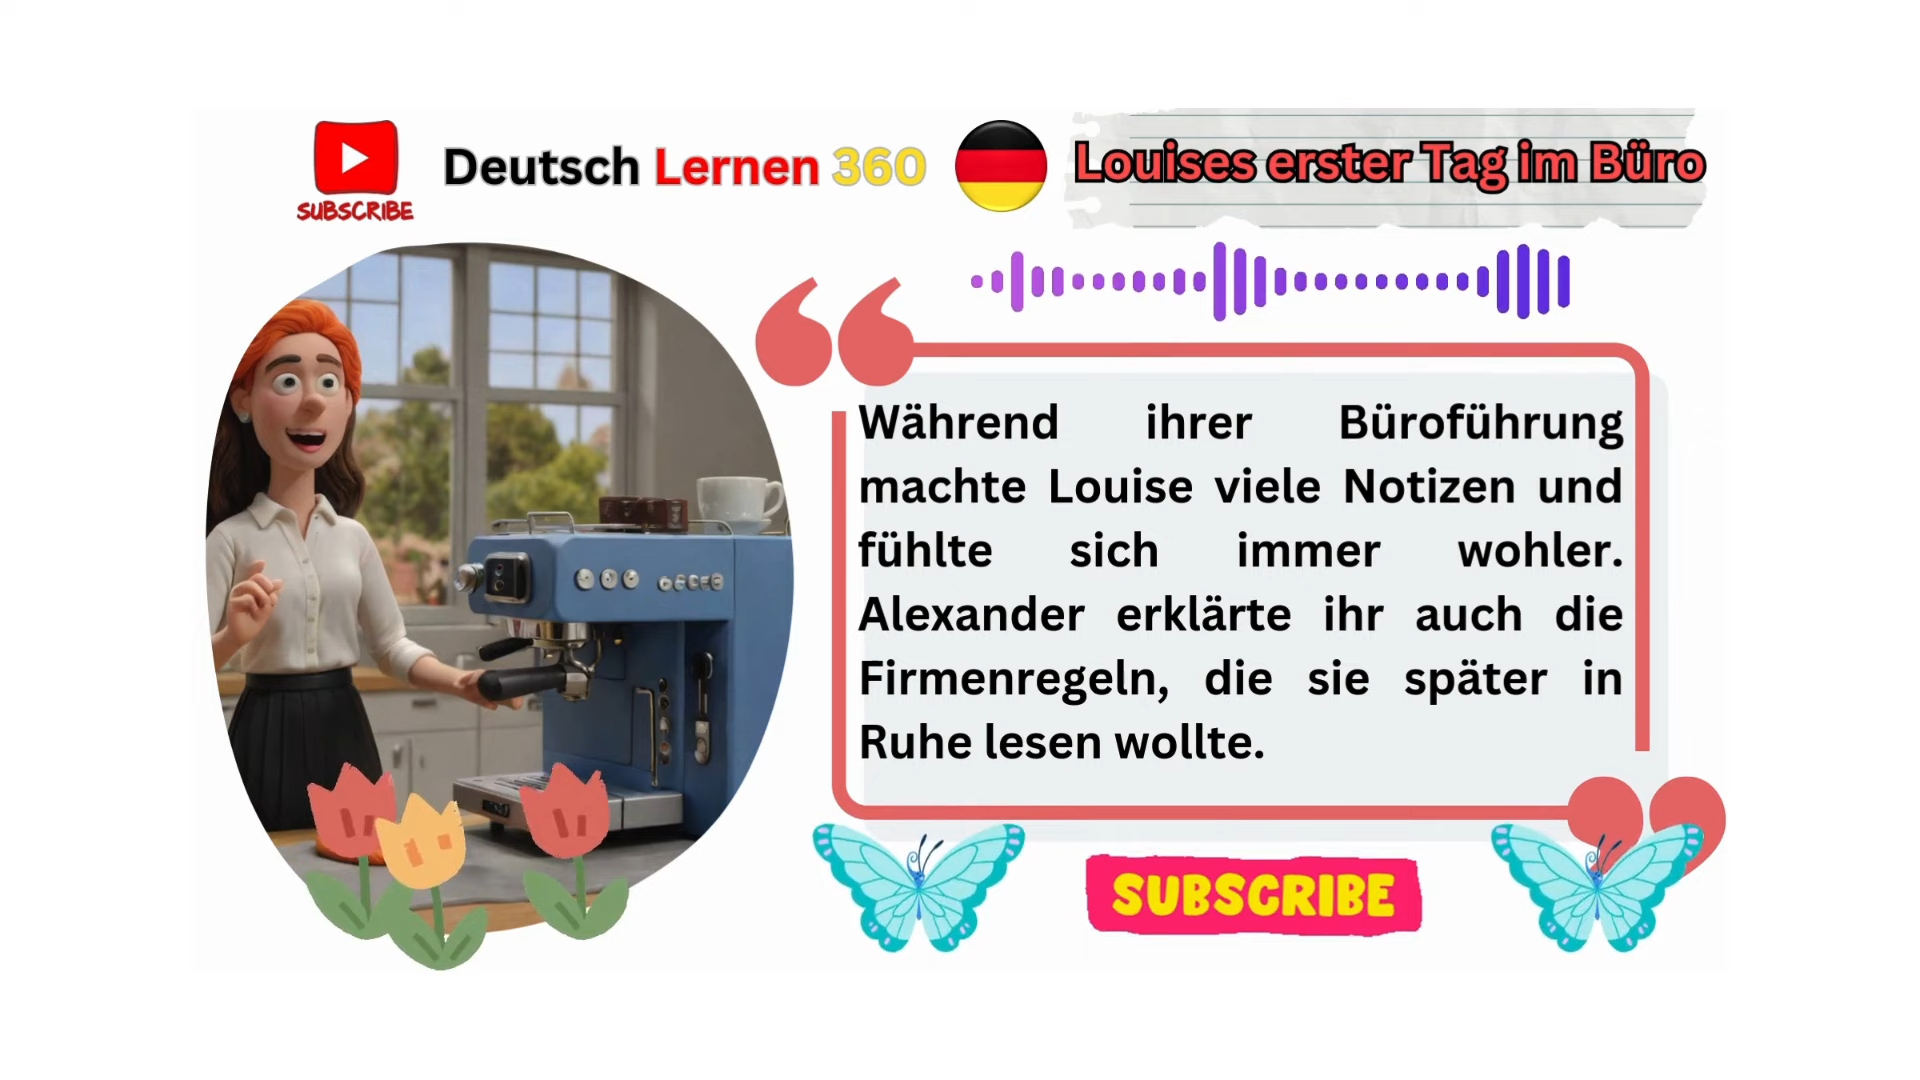 SUBSCRIBE
Deutsch Lernen 360
Louises erster Tag im Büro
Während ihrer Büroführung
machte Louise viele Notizen und
fühlte sich immer wohler.
Alexander erklärte ihr auch die
Firmenregeln, die sie später in
Ruhe lesen wollte.
SUBSCRIBE